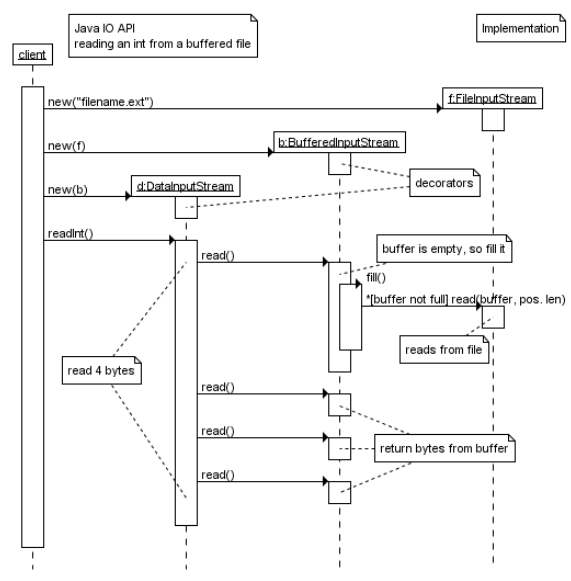 Java IO API
reading an int from a buffered file
Implementation
client
new("filename.ext")
f:FileInputStream
new(f)
b:BufferedInputStream
decorators
new(b)
d:DataInputStream
readInt()
buffer is empty, so fill it
read()
fill()
*[buffer not full] read(buffer, pos. len)
reads from file
read 4 bytes
read()
read()
return bytes from buffer
read()